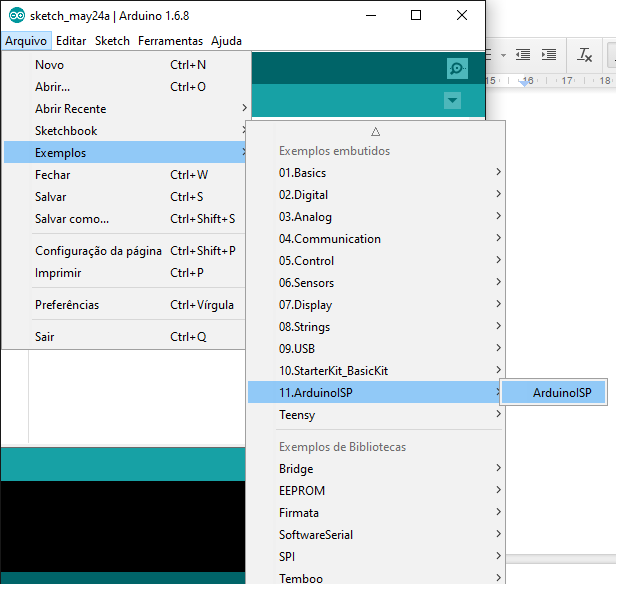 sketch_may24a | Arduino 1.6.8
Arquivo Editar Sketch Ferramentas Ajuda
Novo Ctrl+N
Abrir... Ctrl+O
Abrir Recente
Sketchbook
Exemplos
Fechar Ctrl+W
Salvar Ctrl+S
Salvar como... Ctrl+Shift+S
Configuração da página Ctrl+Shift+P
Imprimir Ctrl+P
Preferências Ctrl+Vírgula
Sair Ctrl+Q
Exemplos embutidos
01.Basics
02.Digital
03.Analog
04.Communication
05.Control
06.Sensors
07.Display
08.Strings
09.USB
10.StarterKit_BasicKit
11.ArduinoISP
ArduinoISP
Teensy
Exemplos de Bibliotecas
Bridge
EEPROM
Firmata
SoftwareSerial
SPI
Temboo
15 16 17 18